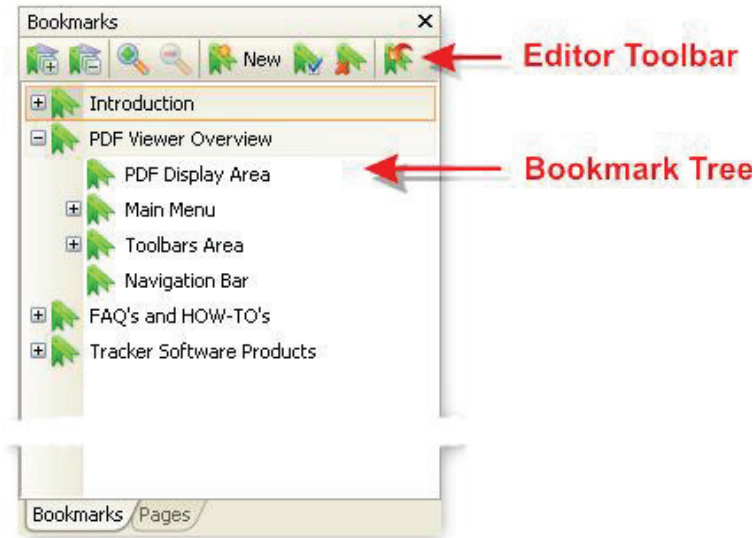 Bookmarks
New
Editor Toolbar
Introduction
PDF Viewer Overview
PDF Display Area
Bookmark Tree
Main Menu
Toolbars Area
Navigation Bar
FAQ's and HOW-TO's
Tracker Software Products
Bookmarks Pages